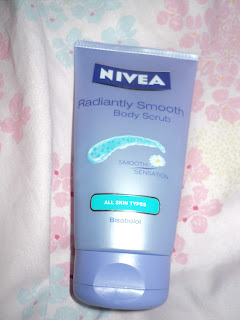 NIVEA
Radiantly Smooth
Body Scrub
SMOOTH
SENSATION
ALL SKIN TYPES
Bisabolol